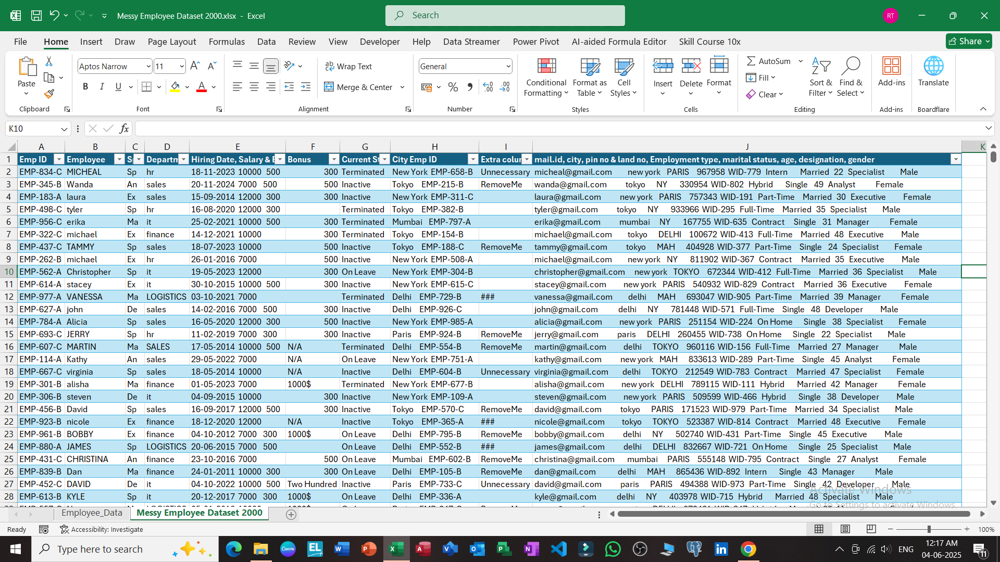 Messy Employee Dataset 2000.xlsx - Excel
Search
RT
File Home Insert Draw Page Layout Formulas Data Review View Developer Help Data Streamer Power Pivot AI-aided Formula Editor Skill Course 10x
Share
Paste
Clipboard
Aptos Narrow 11
B I U
Font
Wrap Text
Merge & Center
Alignment
General
Number
Conditional Formatting
Format as Table
Cell Styles
Styles
Insert Delete Format
Cells
AutoSum
Fill
Clear
Sort & Filter
Find & Select
Editing
Add-ins
Add-ins
Translate
Boardflare
K10
fx
A B C D E F G H I J K
1 Emp ID Employee Departm Hiring Date, Salary & Bonus Current St City Emp ID Extra colur mail.id, city, pin no & land no, Employment type, marital status, age, designation, gender
2 EMP-834-C MICHEAL Sp hr 18-11-2023 10000 500 300 Terminated New York EMP-658-B Unnecessary micheal@gmail.com new york PARIS 967958 WID-779 Intern Married 22 Specialist Male
3 EMP-345-B Wanda An sales 20-11-2024 7000 500 500 Inactive Tokyo EMP-215-B RemoveMe wanda@gmail.com tokyo NY 330954 WID-802 Hybrid Single 49 Analyst Female
4 EMP-183-A laura Ex sales 15-09-2014 12000 300 300 Inactive New York EMP-311-C laura@gmail.com new york PARIS 757343 WID-191 Part-Time Married 30 Executive Female
5 EMP-498-C tyler Sp hr 16-08-2020 12000 300 Terminated Tokyo EMP-382-B tyler@gmail.com tokyo NY 933966 WID-295 Full-Time Married 35 Specialist Male
6 EMP-956-C erika Ma it 25-02-2021 10000 500 300 Terminated Mumbai EMP-797-A erika@gmail.com mumbai NY 167755 WID-635 Contract Single 31 Manager Female
7 EMP-322-C michael Ex finance 14-12-2021 10000 300 Terminated Tokyo EMP-154-B michael@gmail.com tokyo DELHI 100672 WID-413 Full-Time Married 48 Executive Male
8 EMP-437-C TAMMY Sp sales 18-07-2023 10000 500 Inactive Tokyo EMP-188-C RemoveMe tammy@gmail.com tokyo MAH 404928 WID-377 Part-Time Single 24 Specialist Female
9 EMP-262-B michael Ex hr 26-01-2016 7000 500 Inactive New York EMP-508-A michael@gmail.com new york NY 811902 WID-367 Contract Married 35 Executive Male
10 EMP-562-A Christopher Sp it 19-05-2023 12000 300 On Leave New York EMP-304-B christopher@gmail.com new york TOKYO 672344 WID-412 Full-Time Married 36 Specialist Male
11 EMP-614-A stacey Ex it 30-10-2015 10000 500 300 Inactive New York EMP-615-C stacey@gmail.com new york PARIS 540932 WID-829 Contract Married 36 Executive Female
12 EMP-977-A VANESSA Ma LOGISTICS 03-10-2021 7000 Terminated Delhi EMP-729-B ### vanessa@gmail.com delhi MAH 693047 WID-905 Part-Time Married 39 Manager Female
13 EMP-627-A john De sales 14-02-2016 7000 500 300 Inactive Delhi EMP-926-C john@gmail.com delhi NY 781448 WID-571 Full-Time Single 48 Developer Male
14 EMP-784-A Alicia Sp sales 16-05-2020 12000 300 500 Inactive New York EMP-985-A alicia@gmail.com new york PARIS 251154 WID-224 On Home Single 38 Specialist Female
15 EMP-693-C JERRY Sp hr 11-02-2019 7000 300 300 Inactive Paris EMP-924-B RemoveMe jerry@gmail.com paris DELHI 260455 WID-738 On Home Single 22 Specialist Male
16 EMP-607-C MARTIN Ma SALES 17-05-2014 10000 500 N/A Terminated Delhi EMP-554-B RemoveMe martin@gmail.com delhi TOKYO 960116 WID-156 Full-Time Married 27 Manager Male
17 EMP-114-A Kathy An sales 29-05-2022 7000 N/A On Leave New York EMP-751-A kathy@gmail.com new york MAH 833613 WID-289 Part-Time Single 45 Analyst Female
18 EMP-667-C virginia Sp sales 18-05-2014 10000 N/A Inactive Delhi EMP-604-B Unnecessary virginia@gmail.com delhi TOKYO 212549 WID-783 Contract Married 47 Specialist Female
19 EMP-301-B alisha Ma finance 01-05-2023 7000 1000$ Terminated New York EMP-677-B alisha@gmail.com new york DELHI 789115 WID-111 Hybrid Married 42 Manager Female
20 EMP-306-B steven De it 04-09-2015 10000 300 Inactive New York EMP-109-A steven@gmail.com new york PARIS 509599 WID-466 Hybrid Single 38 Developer Male
21 EMP-456-B David Sp sales 16-09-2017 12000 500 300 Inactive Tokyo EMP-570-C RemoveMe david@gmail.com tokyo PARIS 171523 WID-979 Part-Time Married 34 Specialist Male
22 EMP-923-B nicole Ex finance 18-12-2020 12000 N/A Inactive Tokyo EMP-365-A ### nicole@gmail.com tokyo TOKYO 523387 WID-814 Contract Married 48 Executive Female
23 EMP-961-B BOBBY Ex finance 04-10-2012 7000 300 1000$ On Leave Delhi EMP-795-B RemoveMe bobby@gmail.com delhi NY 502740 WID-431 Part-Time Single 45 Executive Male
24 EMP-880-A JAMES Sp LOGISTICS 20-06-2015 7000 500 On Leave Delhi EMP-552-B ### james@gmail.com delhi DELHI 832667 WID-721 On Home Single 25 Specialist Male
25 EMP-431-C CHRISTINA An finance 23-10-2016 7000 500 On Leave Mumbai EMP-602-B RemoveMe christina@gmail.com mumbai PARIS 555148 WID-795 Contract Single 27 Analyst Female
26 EMP-839-B Dan Ma finance 24-01-2011 10000 300 300 On Leave Delhi EMP-105-B RemoveMe dan@gmail.com delhi MAH 865436 WID-892 Intern Single 43 Manager Male
27 EMP-452-C DAVID De it 04-10-2022 10000 500 Two Hundred Inactive Paris EMP-733-C Unnecessary david@gmail.com paris PARIS 494388 WID-973 Part-Time Single 42 Developer Male
28 EMP-613-B KYLE Sp it 20-12-2017 7000 300 1000$ On Leave Delhi EMP-336-A kyle@gmail.com delhi NY 403978 WID-715 Hybrid Married 48 Specialist Male
Activate Windows
Go to Settings to activate Windows.
Employee_Data Messy Employee Dataset 2000
Ready Accessibility: Investigate 100%
Type here to search
Canva EL
ENG
12:17 AM
04-06-2025
11